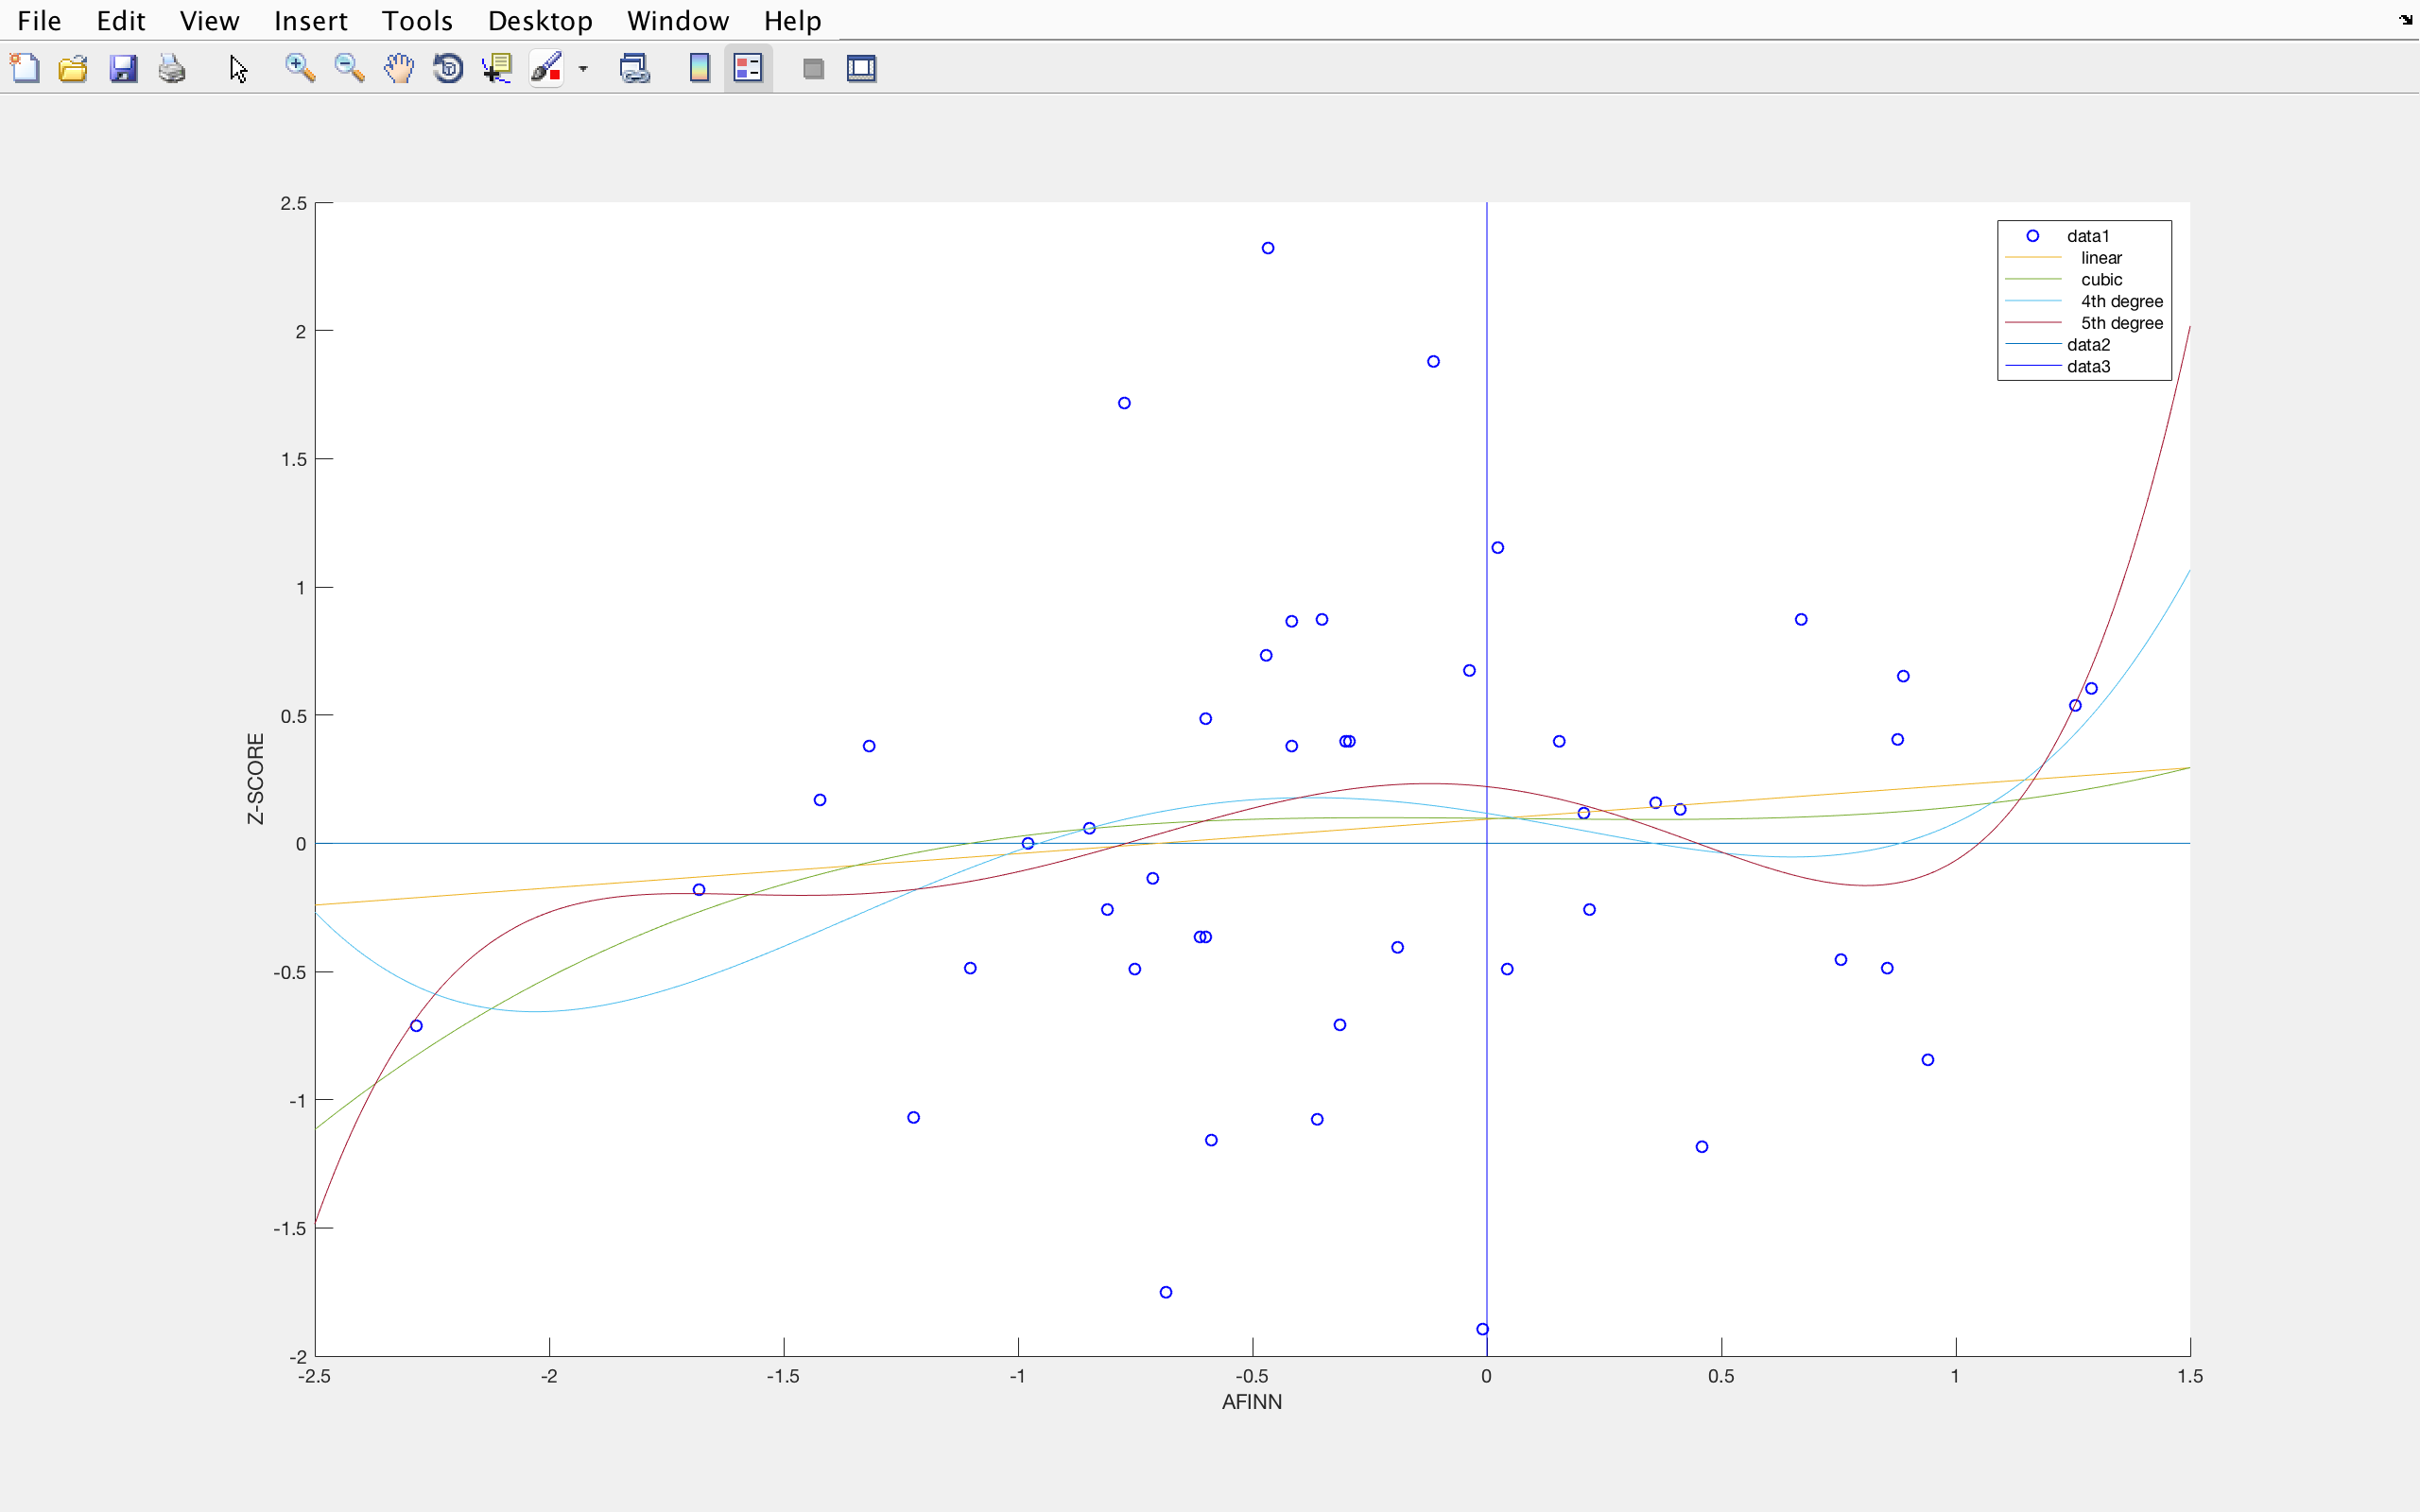 File Edit View Insert Tools Desktop Window Help
2.5
2
1.5
1
0.5
0
-0.5
-1
-1.5
-2
Z-SCORE
data1
linear
cubic
4th degree
5th degree
data2
data3
-2.5 -2 -1.5 -1 -0.5 0 0.5 1 1.5
AFINN